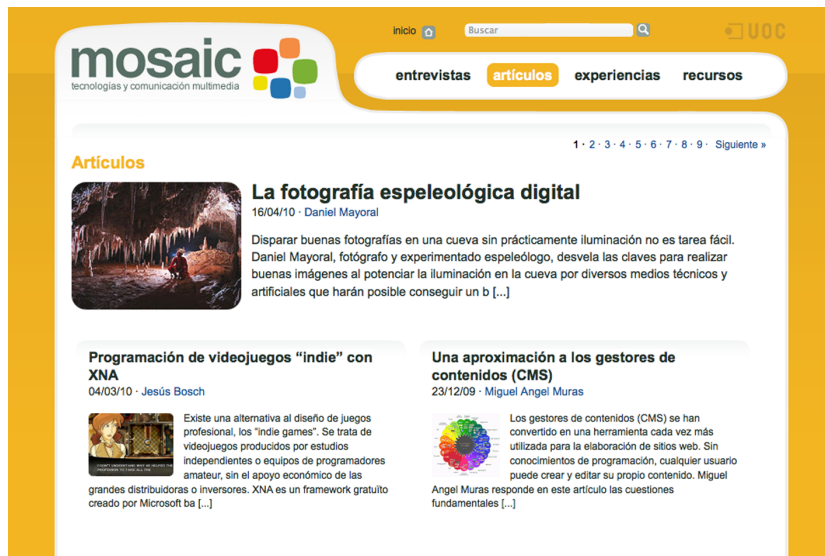 inicio
Buscar
UOC
mosaic
tecnologías y comunicación multimedia
entrevistas artículos experiencias recursos
1 · 2 · 3 · 4 · 5 · 6 · 7 · 8 · 9 · Siguiente »
Artículos
La fotografía espeleológica digital
16/04/10 · Daniel Mayoral
Disparar buenas fotografías en una cueva sin prácticamente iluminación no es tarea fácil.
Daniel Mayoral, fotógrafo y experimentado espeleólogo, desvela las claves para realizar
buenas imágenes al potenciar la iluminación en la cueva por diversos medios técnicos y
artificiales que harán posible conseguir un b [...]
Programación de videojuegos “indie” con
XNA
04/03/10 · Jesús Bosch
Existe una alternativa al diseño de juegos
profesional, los “indie games”. Se trata de
videojuegos producidos por estudios
independientes o equipos de programadores
amateur, sin el apoyo económico de las
grandes distribuidoras o inversores. XNA es un framework gratuito
creado por Microsoft ba [...]
Una aproximación a los gestores de
contenidos (CMS)
23/12/09 · Miguel Angel Muras
Los gestores de contenidos (CMS) se han
convertido en una herramienta cada vez más
utilizada para la elaboración de sitios web. Sin
conocimientos de programación, cualquier usuario
puede crear y editar su propio contenido. Miguel
Angel Muras responde en este artículo las cuestiones
fundamentales [...]